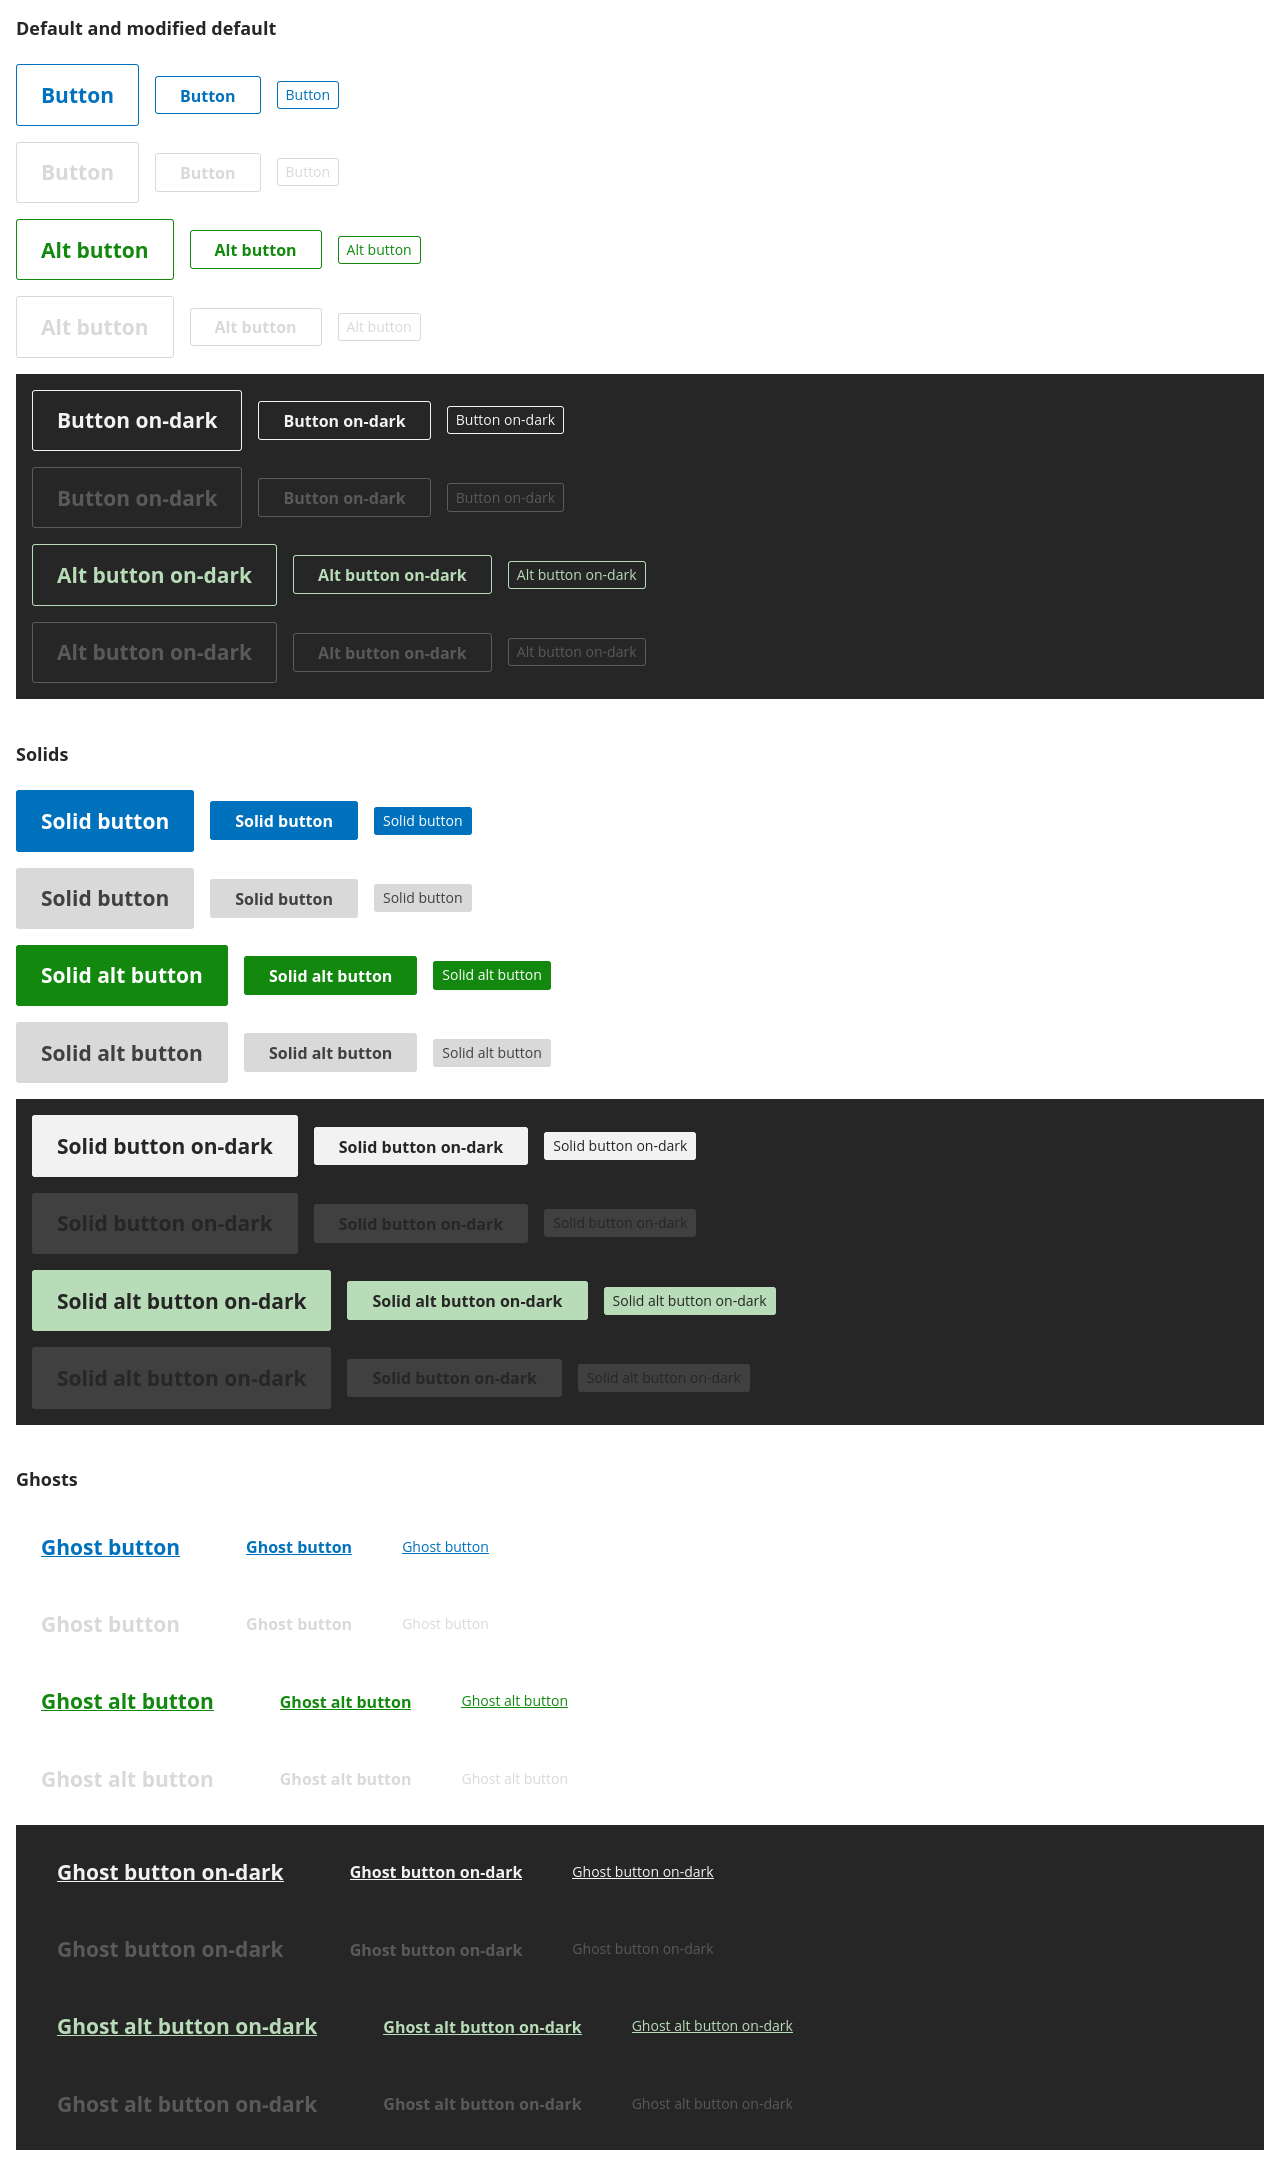 Default and modified default
Button Button Button
Button Button Button
Alt button Alt button Alt button
Alt button Alt button Alt button
Button on-dark Button on-dark Button on-dark
Button on-dark Button on-dark Button on-dark
Alt button on-dark Alt button on-dark Alt button on-dark
Alt button on-dark Alt button on-dark Alt button on-dark
Solids
Solid button Solid button Solid button
Solid button Solid button Solid button
Solid alt button Solid alt button Solid alt button
Solid alt button Solid alt button Solid alt button
Solid button on-dark Solid button on-dark Solid button on-dark
Solid button on-dark Solid button on-dark Solid button on-dark
Solid alt button on-dark Solid alt button on-dark Solid alt button on-dark
Solid alt button on-dark Solid button on-dark Solid alt button on-dark
Ghosts
Ghost button Ghost button Ghost button
Ghost button Ghost button Ghost button
Ghost alt button Ghost alt button Ghost alt button
Ghost alt button Ghost alt button Ghost alt button
Ghost button on-dark Ghost button on-dark Ghost button on-dark
Ghost button on-dark Ghost button on-dark Ghost button on-dark
Ghost alt button on-dark Ghost alt button on-dark Ghost alt button on-dark
Ghost alt button on-dark Ghost alt button on-dark Ghost alt button on-dark